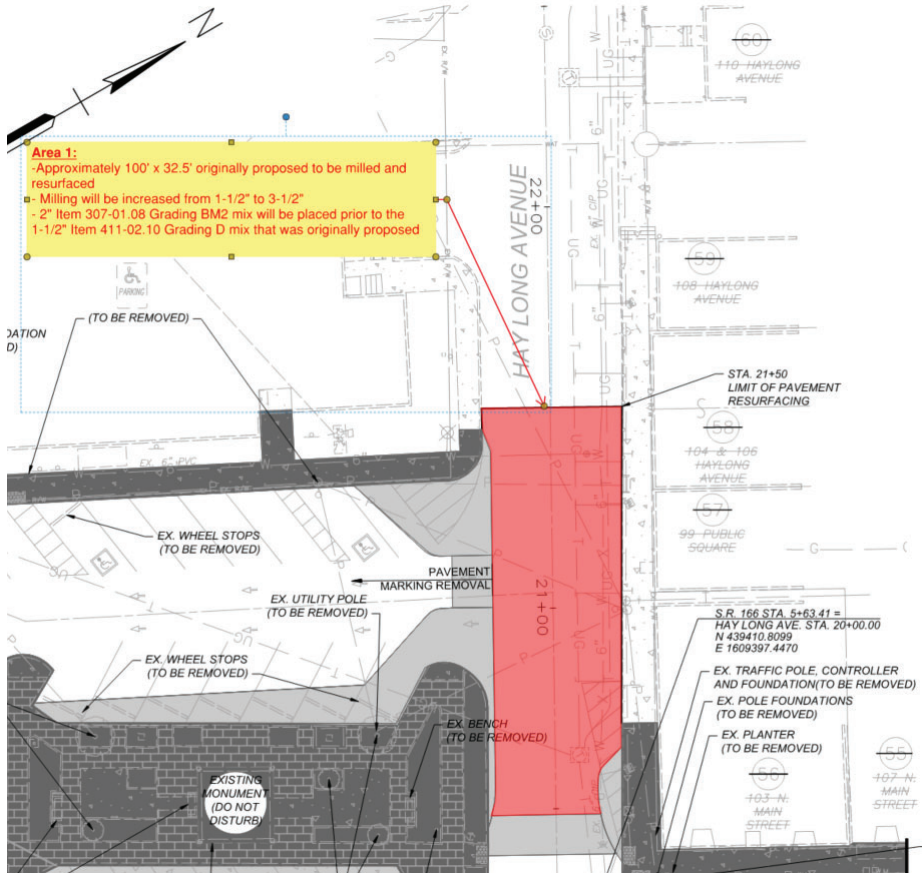 N
60
110 HAYLONG
AVENUE
Area 1:
-Approximately 100' x 32.5' originally proposed to be milled and
resurfaced
- Milling will be increased from 1-1/2" to 3-1/2"
- 2" Item 307-01.08 Grading BM2 mix will be placed prior to the
1-1/2" Item 411-02.10 Grading D mix that was originally proposed
HAY LONG AVENUE
22+00
59
108 HAYLONG
AVENUE
PARKING
(TO BE REMOVED)
DATION
D)
STA. 21+50
LIMIT OF PAVEMENT
RESURFACING
58
104 & 106
HAYLONG
AVENUE
EX. 6" PVC
57
99 PUBLIC
SQUARE
EX. WHEEL STOPS
(TO BE REMOVED)
PAVEMENT
MARKING REMOVAL
21+00
EX. UTILITY POLE
(TO BE REMOVED)
S.R. 166 STA. 5+63.41 =
HAY LONG AVE. STA. 20+00.00
N 439410.8099
E 1609397.4470
EX. WHEEL STOPS
(TO BE REMOVED)
EX. TRAFFIC POLE, CONTROLLER
AND FOUNDATION(TO BE REMOVED)
EX. POLE FOUNDATIONS
(TO BE REMOVED)
EX. BENCH
(TO BE REMOVED)
EX. PLANTER
(TO BE REMOVED)
EXISTING
MONUMENT
(DO NOT
DISTURB)
56
103 N.
MAIN
STREET
55
107 N.
MAIN
STREET